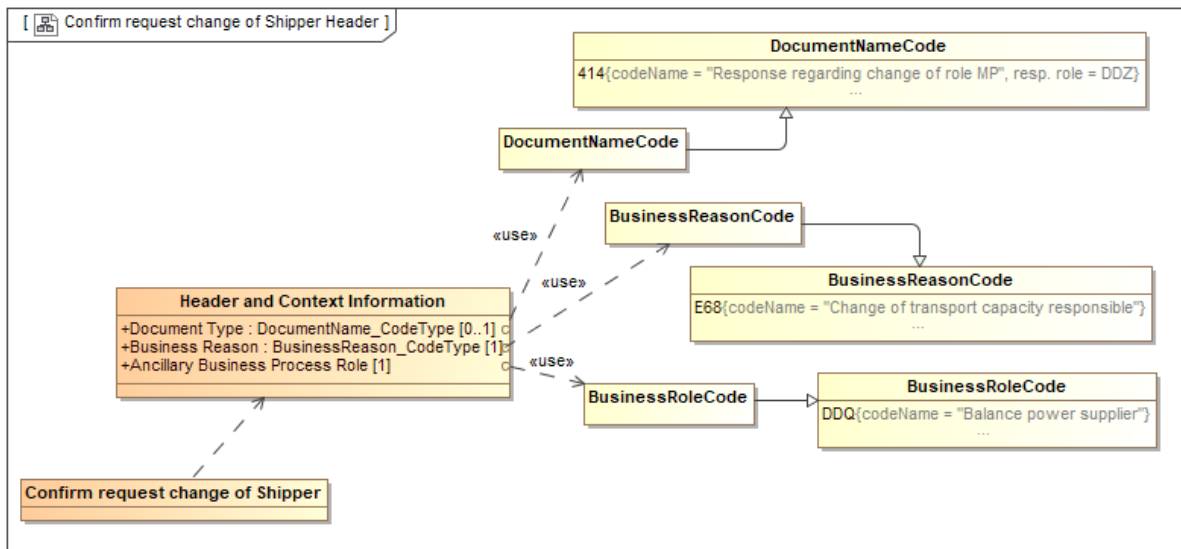 [ Confirm request change of Shipper Header ]
DocumentNameCode
414{codeName = "Response regarding change of role MP", resp. role = DDZ}
...
DocumentNameCode
BusinessReasonCode
«use»
«use»
BusinessReasonCode
E68{codeName = "Change of transport capacity responsible"}
...
Header and Context Information
+Document Type : DocumentName_CodeType [0..1]
+Business Reason : BusinessReason_CodeType [1]
+Ancillary Business Process Role [1]
«use»
BusinessRoleCode
BusinessRoleCode
DDQ{codeName = "Balance power supplier"}
...
Confirm request change of Shipper